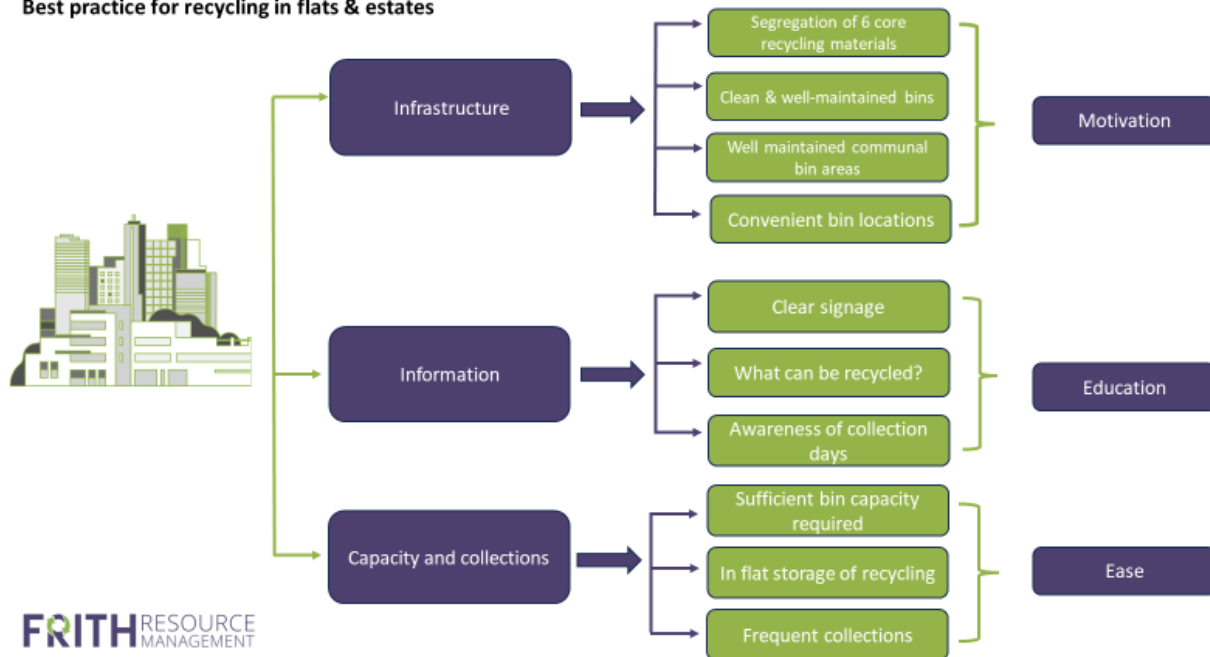 Best practice for recycling in flats & estates
Infrastructure
Segregation of 6 core
recycling materials
Clean & well-maintained bins
Well maintained communal
bin areas
Convenient bin locations
Motivation
Information
Clear signage
What can be recycled?
Awareness of collection
days
Education
Capacity and collections
Sufficient bin capacity
required
In flat storage of recycling
Frequent collections
Ease
FRITH RESOURCE
MANAGEMENT